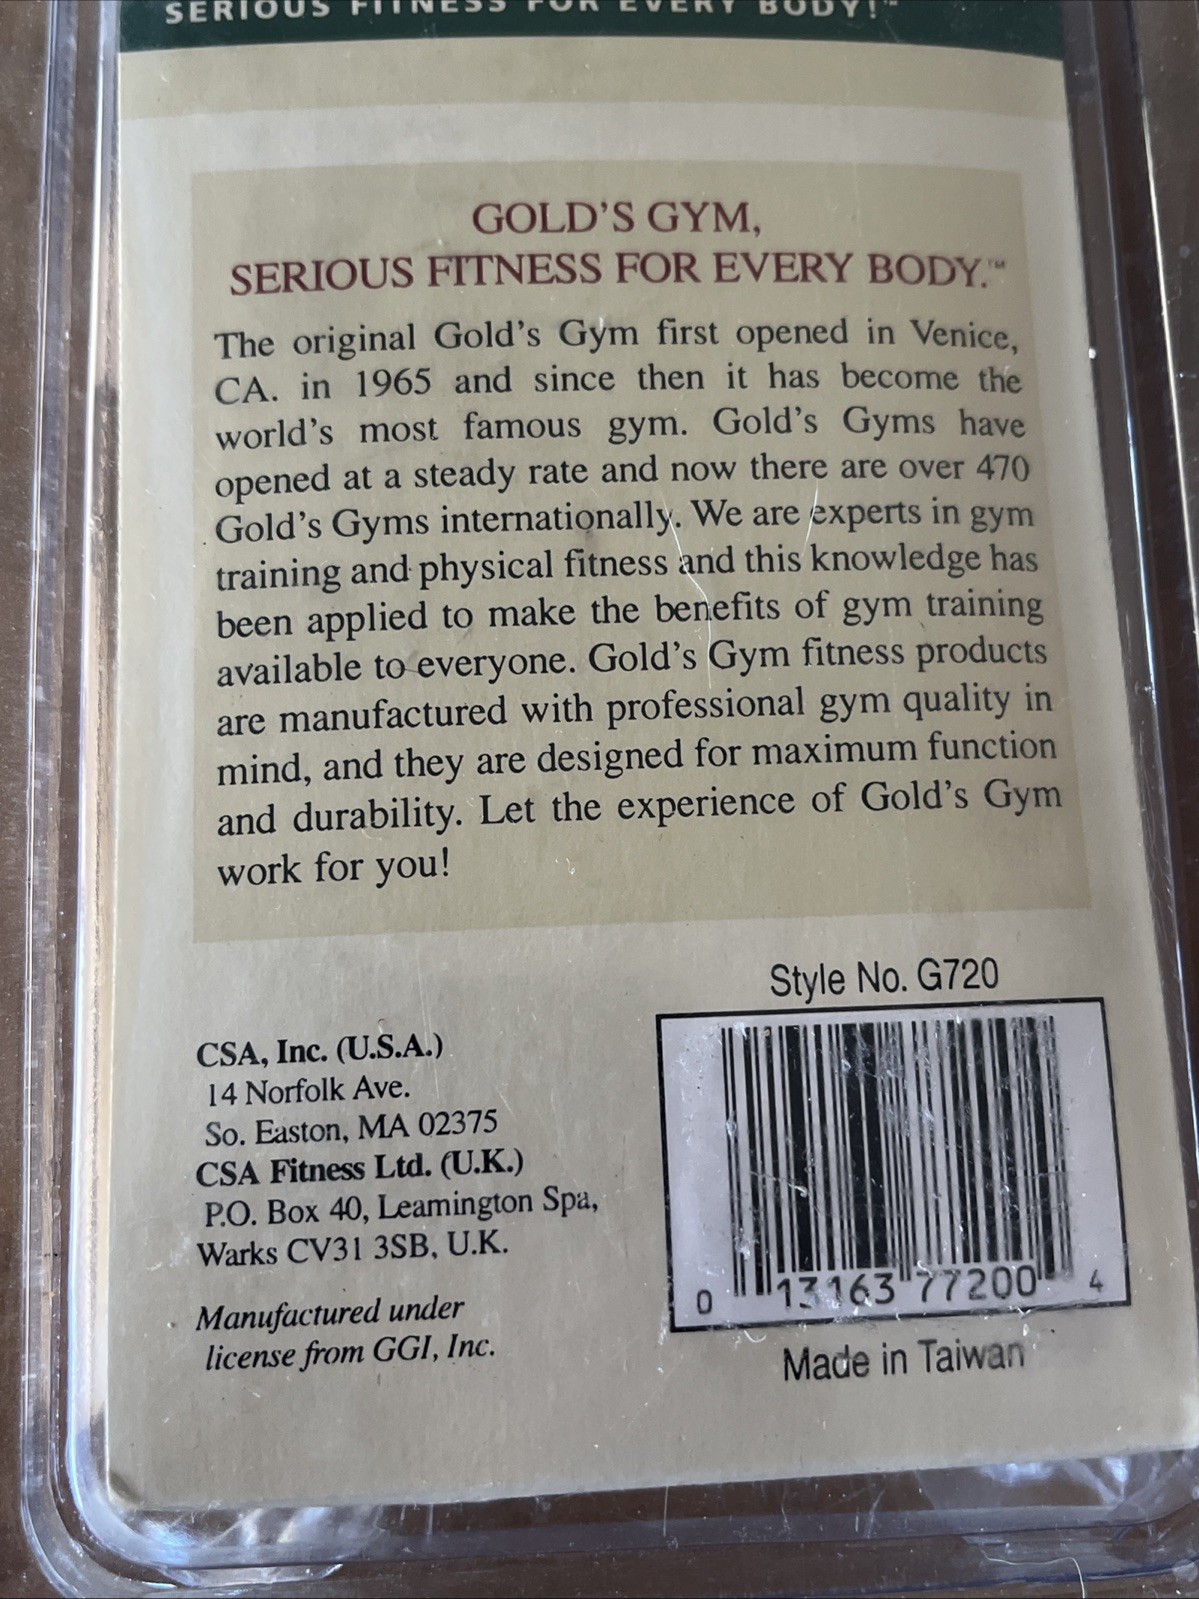 SERIOUS FITNESS FOR EVERY BODY!™
GOLD'S GYM,
SERIOUS FITNESS FOR EVERY BODY.™
The original Gold's Gym first opened in Venice,
CA. in 1965 and since then it has become the
world's most famous gym. Gold's Gyms have
opened at a steady rate and now there are over 470
Gold's Gyms internationally. We are experts in gym
training and physical fitness and this knowledge has
been applied to make the benefits of gym training
available to everyone. Gold's Gym fitness products
are manufactured with professional gym quality in
mind, and they are designed for maximum function
and durability. Let the experience of Gold's Gym
work for you!
CSA, Inc. (U.S.A.)
14 Norfolk Ave.
So. Easton, MA 02375
CSA Fitness Ltd. (U.K.)
P.O. Box 40, Leamington Spa,
Warks CV31 3SB, U.K.
Manufactured under
license from GGI, Inc.
Style No. G720
0 13163 77200 4
Made in Taiwan